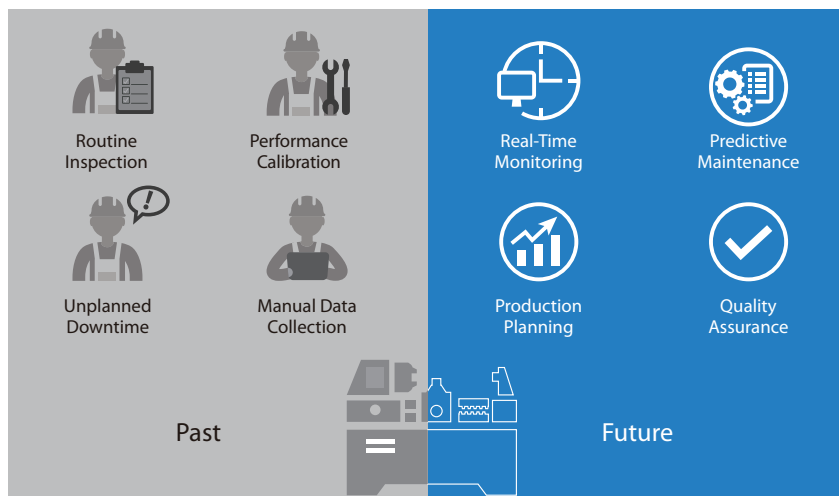 Routine
Inspection
Performance
Calibration
Real-Time
Monitoring
Predictive
Maintenance
Unplanned
Downtime
Manual Data
Collection
Production
Planning
Quality
Assurance
Past
Future